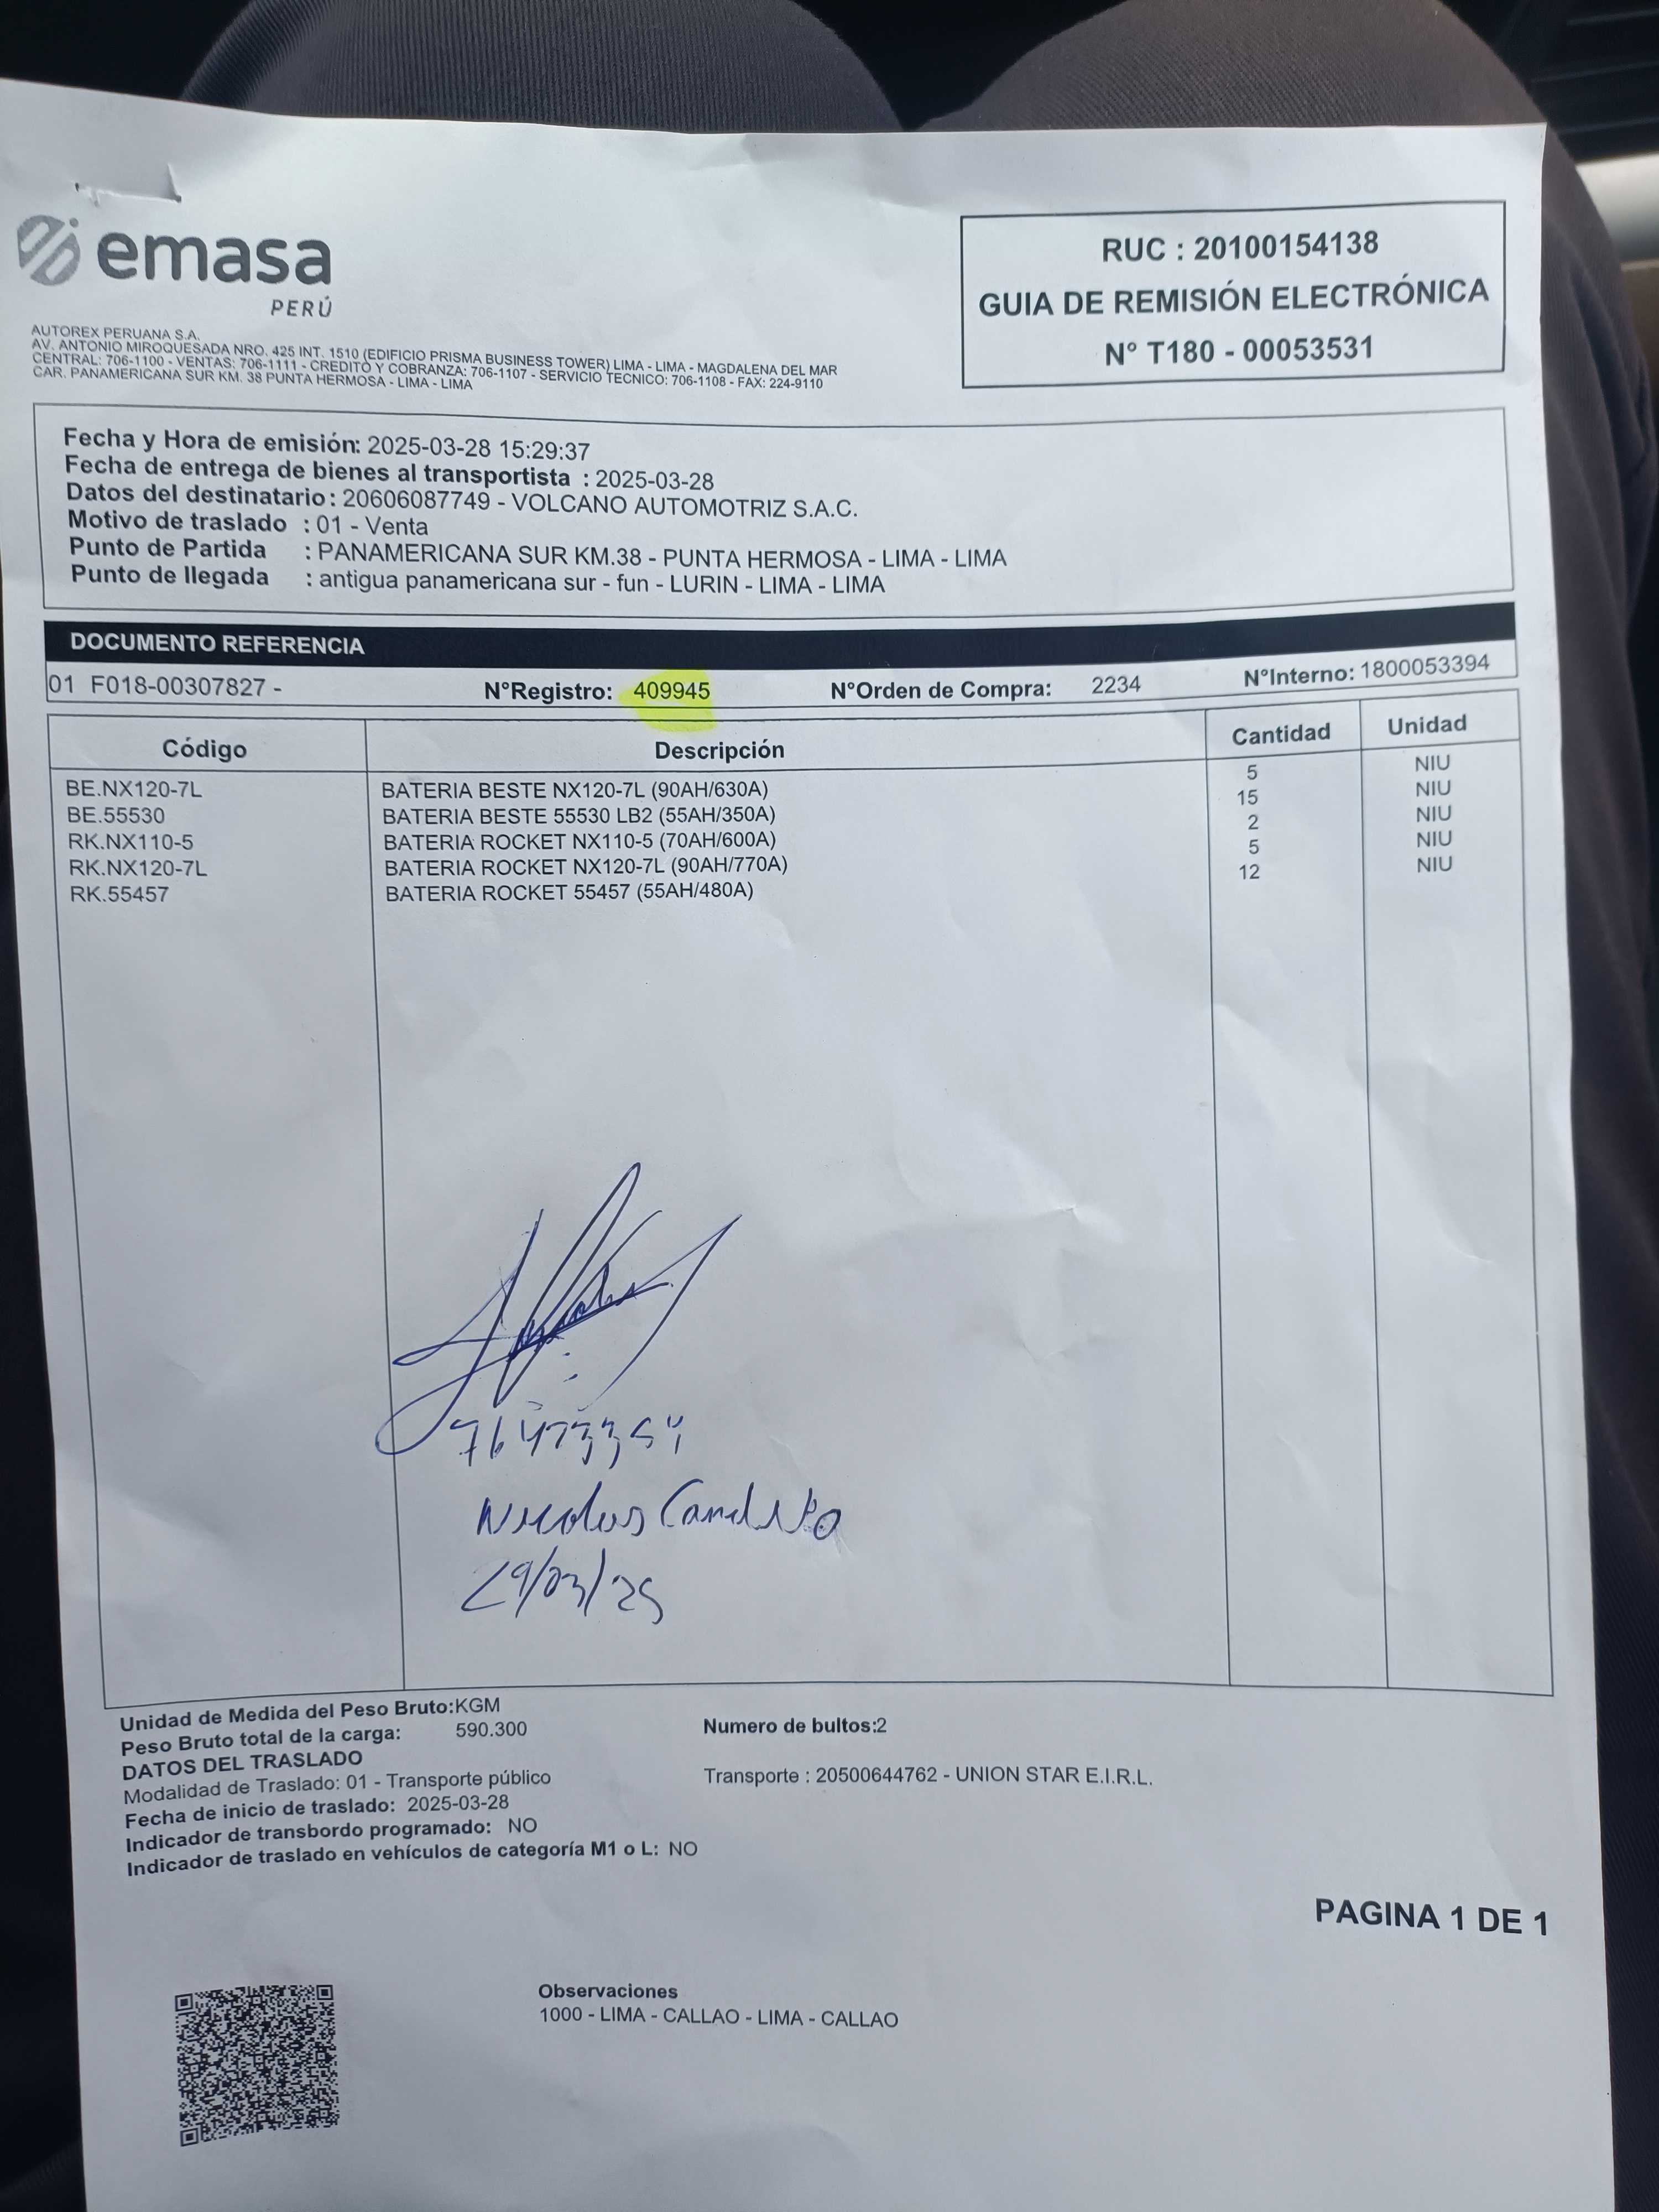 emasa
PERÚ
RUC : 20100154138
GUIA DE REMISIÓN ELECTRÓNICA
N° T180 - 00053531
AUTOREX PERUANA S.A.
AV. ANTONIO MIROQUESADA NRO. 425 INT. 1510 (EDIFICIO PRISMA BUSINESS TOWER) LIMA - LIMA - MAGDALENA DEL MAR
CENTRAL: 706-1100 - VENTAS: 706-1111 - CREDITO Y COBRANZA: 706-1107 - SERVICIO TECNICO: 706-1108 - FAX: 224-9110
CAR. PANAMERICANA SUR KM. 38 PUNTA HERMOSA - LIMA - LIMA
Fecha y Hora de emisión: 2025-03-28 15:29:37
Fecha de entrega de bienes al transportista : 2025-03-28
Datos del destinatario : 20606087749 - VOLCANO AUTOMOTRIZ S.A.C.
Motivo de traslado : 01 - Venta
Punto de Partida : PANAMERICANA SUR KM.38 - PUNTA HERMOSA - LIMA - LIMA
Punto de llegada : antigua panamericana sur - fun - LURIN - LIMA - LIMA
DOCUMENTO REFERENCIA
01 F018-00307827 - N°Registro: 409945 N°Orden de Compra: 2234 N°Interno: 1800053394
Código Descripción Cantidad Unidad
BE.NX120-7L BATERIA BESTE NX120-7L (90AH/630A) 5 NIU
BE.55530 BATERIA BESTE 55530 LB2 (55AH/350A) 15 NIU
RK.NX110-5 BATERIA ROCKET NX110-5 (70AH/600A) 2 NIU
RK.NX120-7L BATERIA ROCKET NX120-7L (90AH/770A) 5 NIU
RK.55457 BATERIA ROCKET 55457 (55AH/480A) 12 NIU
76473354
29/03/25
Unidad de Medida del Peso Bruto:KGM
Peso Bruto total de la carga: 590.300 Numero de bultos:2
DATOS DEL TRASLADO
Modalidad de Traslado: 01 - Transporte público Transporte : 20500644762 - UNION STAR E.I.R.L.
Fecha de inicio de traslado: 2025-03-28
Indicador de transbordo programado: NO
Indicador de traslado en vehículos de categoría M1 o L: NO
PAGINA 1 DE 1
Observaciones
1000 - LIMA - CALLAO - LIMA - CALLAO